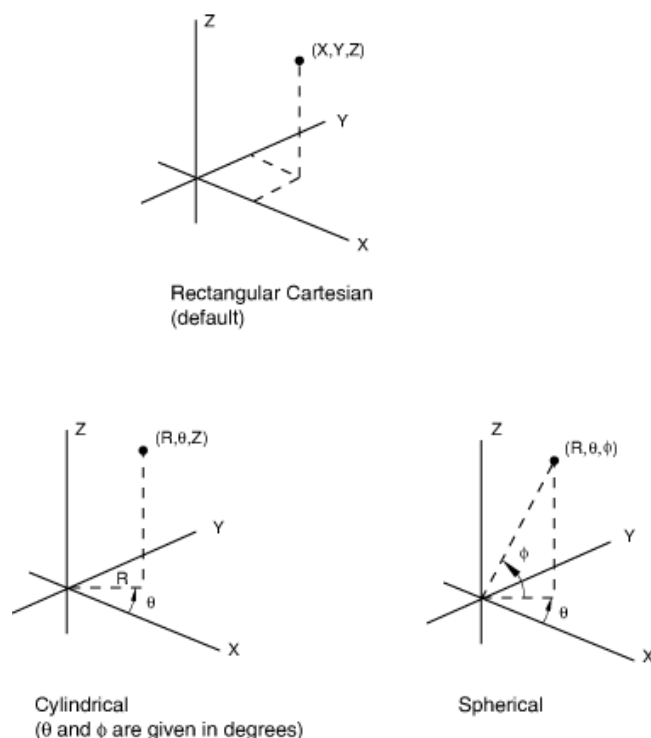 Z
(X,Y,Z)
Y
X
Rectangular Cartesian
(default)
Z
(R,θ,Z)
Y
R
θ
X
Cylindrical
(θ and ϕ are given in degrees)
Z
(R,θ,ϕ)
Y
ϕ
θ
X
Spherical